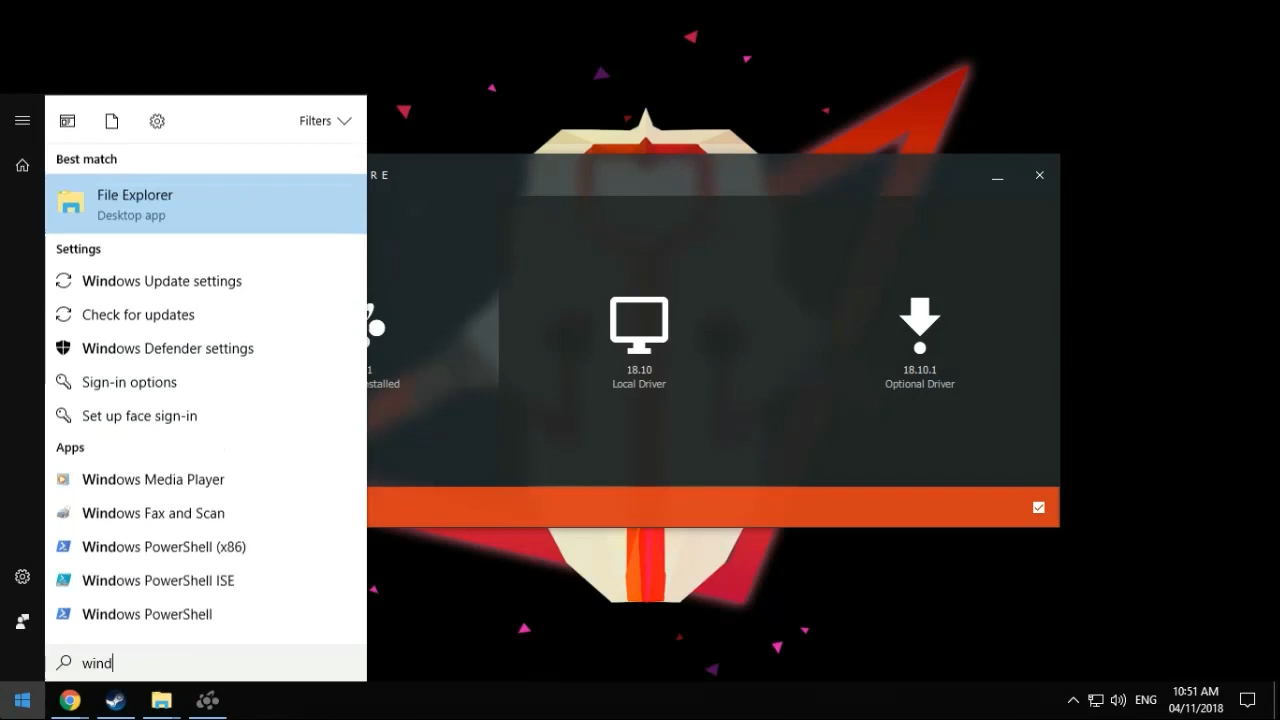 Filters
Best match
File Explorer
Desktop app
Settings
Windows Update settings
Check for updates
Windows Defender settings
Sign-in options
Set up face sign-in
Apps
Windows Media Player
Windows Fax and Scan
Windows PowerShell (x86)
Windows PowerShell ISE
Windows PowerShell
wind
RE
1
stalled
18.10
Local Driver
18.10.1
Optional Driver
ENG
10:51 AM
04/11/2018